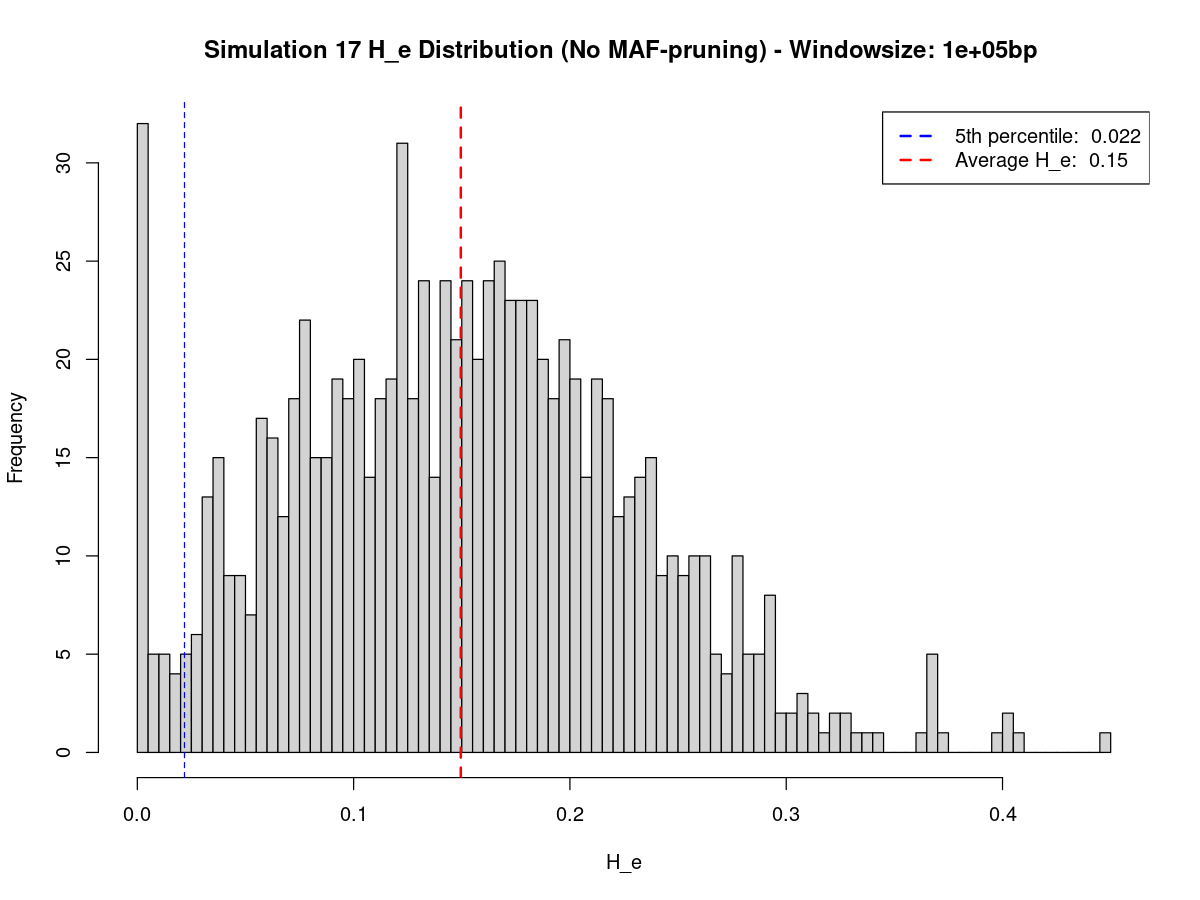 Simulation 17 H_e Distribution (No MAF-pruning) - Windowsize: 1e+05bp
5th percentile:  0.022
Average H_e:  0.15
Frequency
30
25
20
15
10
5
0
0.0 0.1 0.2 0.3 0.4
H_e